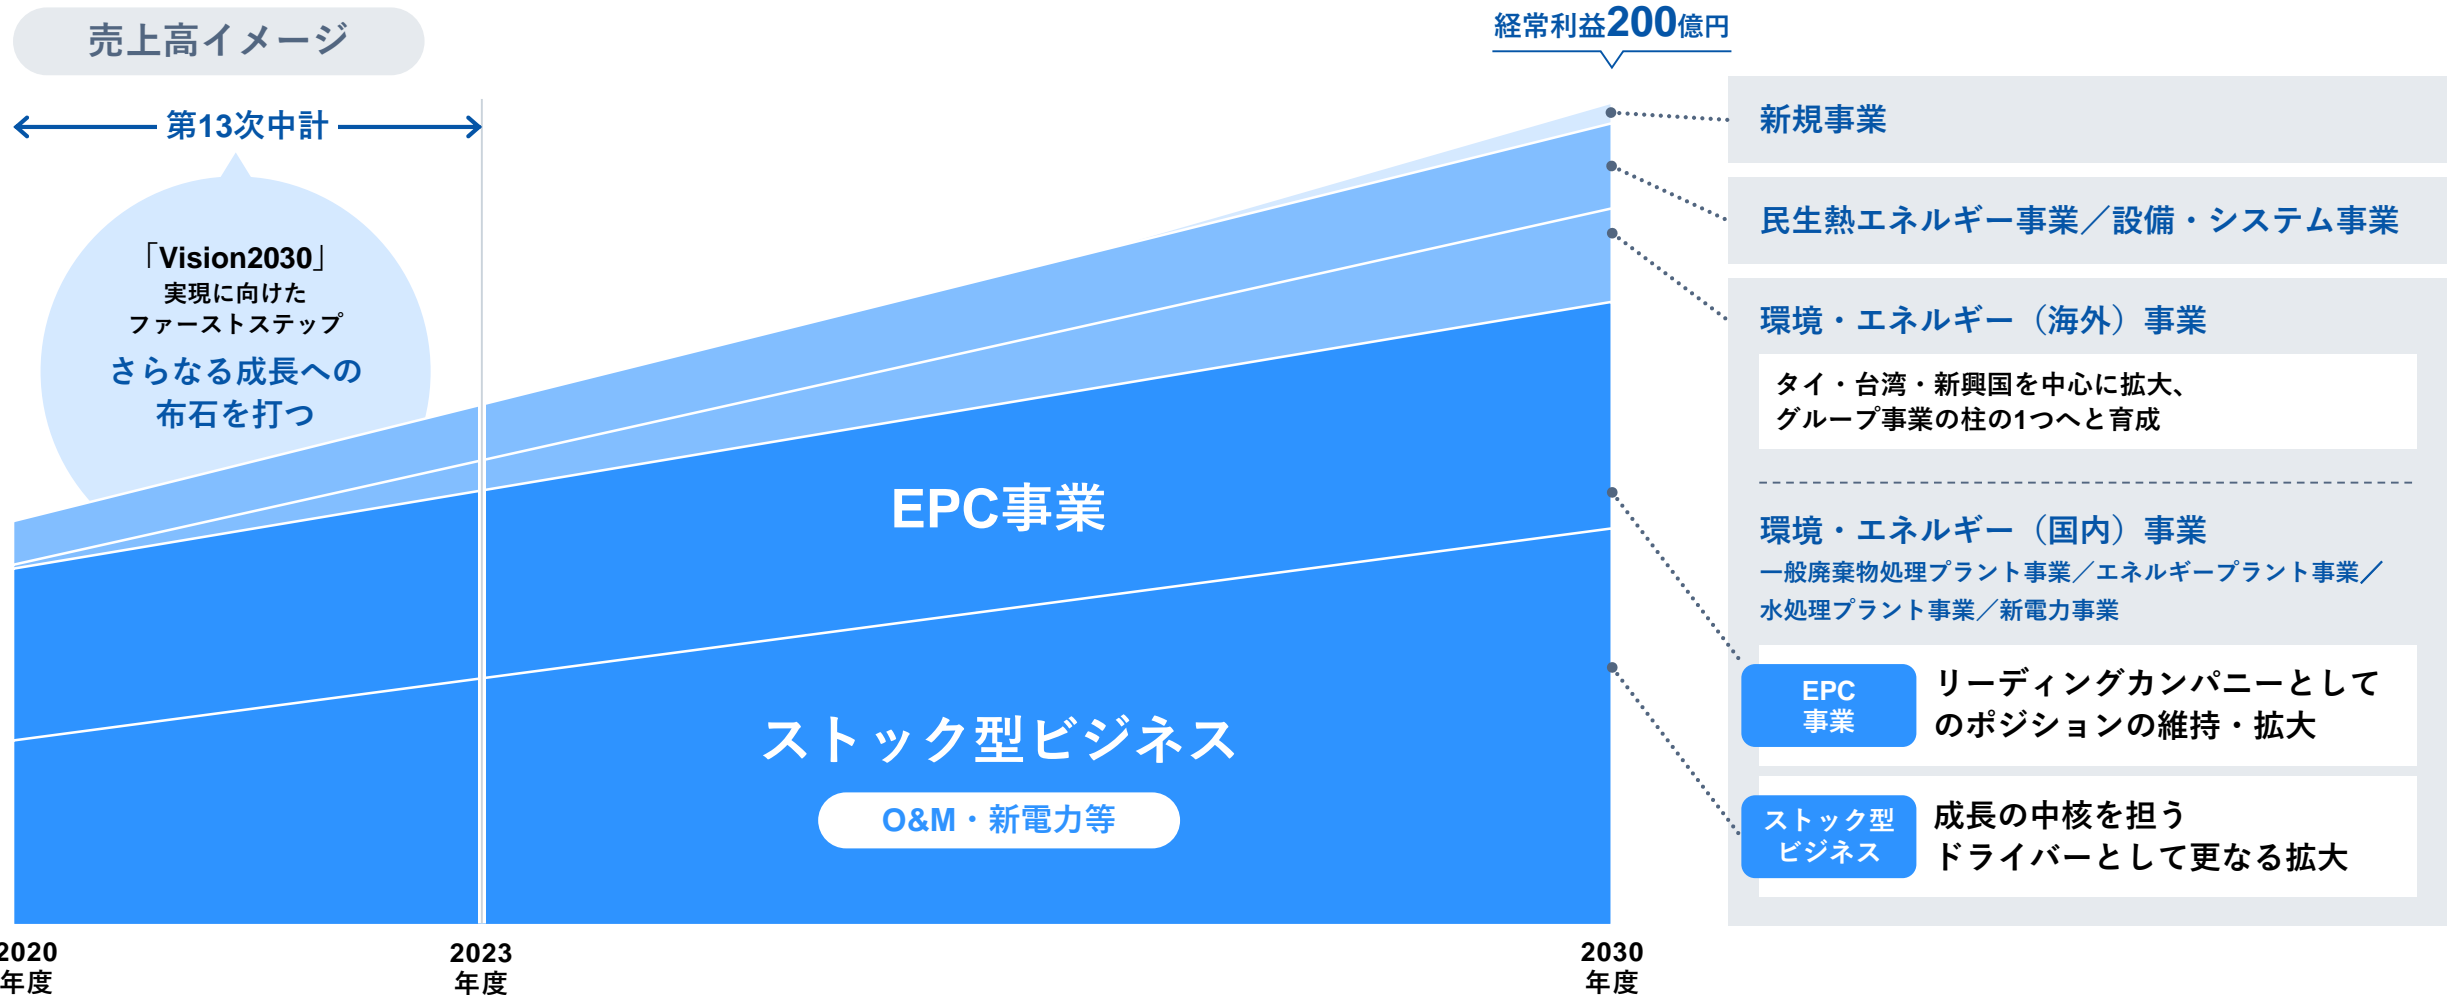 売上高イメージ
経常利益200億円
第13次中計
「Vision2030」
実現に向けた
ファーストステップ
さらなる成長への
布石を打つ
EPC事業
ストック型ビジネス
O&M・新電力等
2020
年度
2023
年度
2030
年度
新規事業
民生熱エネルギー事業／設備・システム事業
環境・エネルギー（海外）事業
タイ・台湾・新興国を中心に拡大、
グループ事業の柱の1つへと育成
環境・エネルギー（国内）事業
一般廃棄物処理プラント事業／エネルギープラント事業／
水処理プラント事業／新電力事業
EPC
事業
リーディングカンパニーとして
のポジションの維持・拡大
ストック型
ビジネス
成長の中核を担う
ドライバーとして更なる拡大